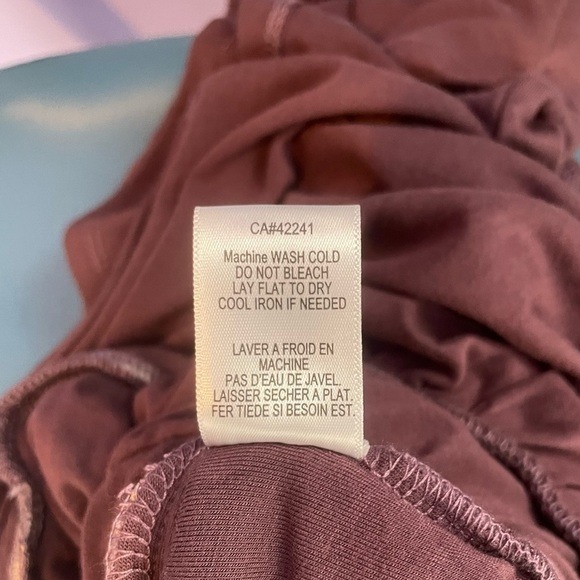 CA#42241
Machine WASH COLD
DO NOT BLEACH
LAY FLAT TO DRY
COOL IRON IF NEEDED
LAVER A FROID EN
MACHINE
PAS D'EAU DE JAVEL.
LAISSER SECHER A PLAT.
FER TIEDE SI BESOIN EST.